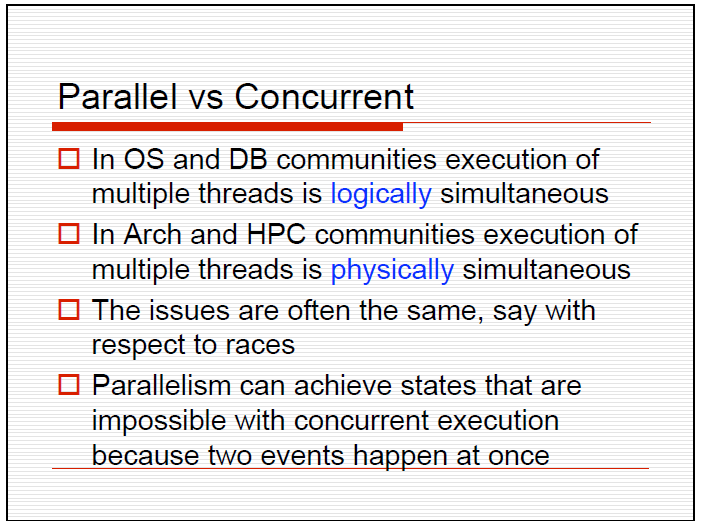 Parallel vs Concurrent
In OS and DB communities execution of
multiple threads is logically simultaneous
In Arch and HPC communities execution of
multiple threads is physically simultaneous
The issues are often the same, say with
respect to races
Parallelism can achieve states that are
impossible with concurrent execution
because two events happen at once